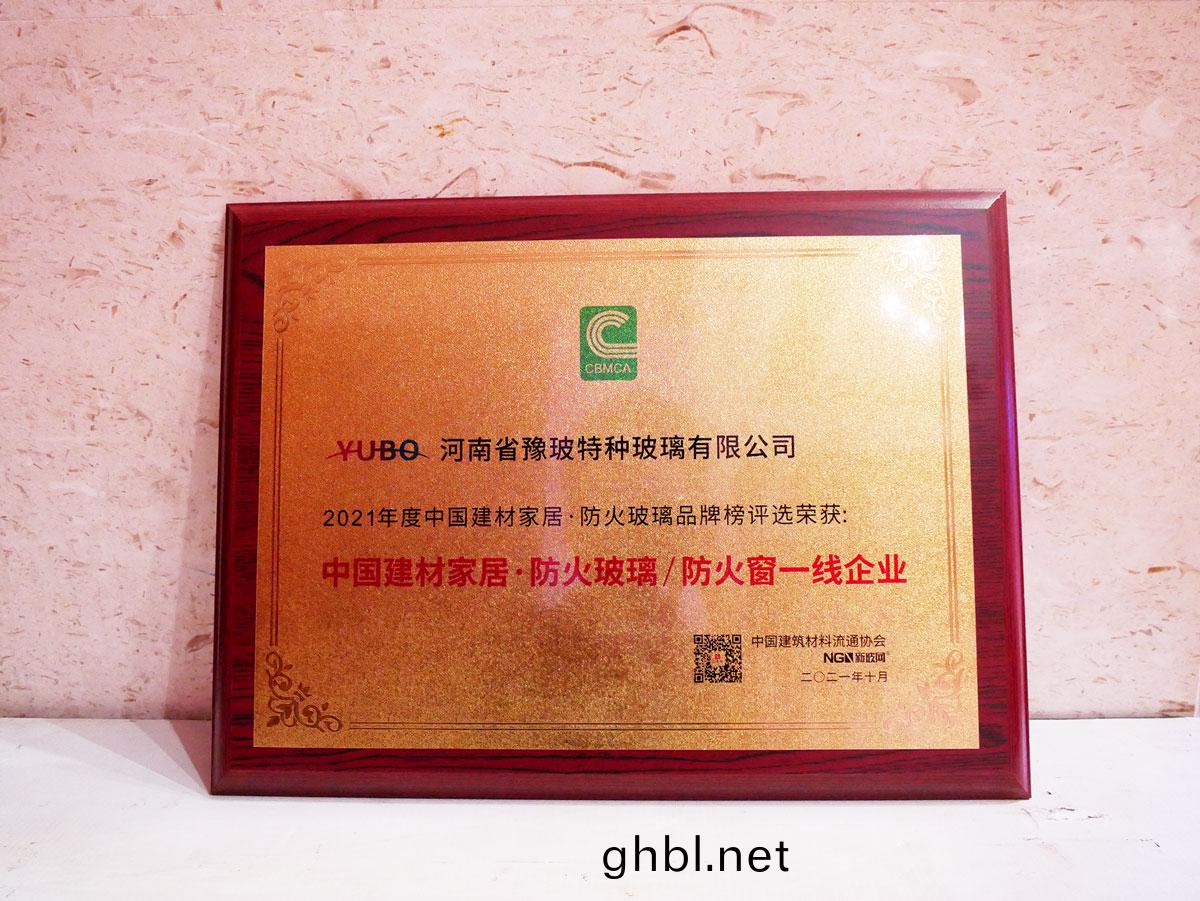 CBMCA
YUBO 河南省豫玻特种玻璃有限公司
2021年度中国建材家居·防火玻璃品牌榜评选荣获:
中国建材家居·防火玻璃/防火窗一线企业
中国建筑材料流通协会
NGN新政网
二〇二一年十月
ghbl.net